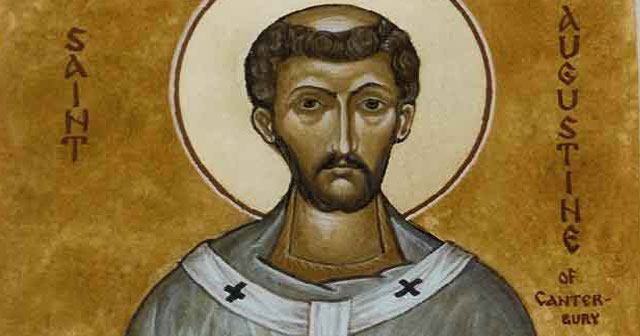 SAINT
AUGUSTINE
OF
CANTER-
BURY